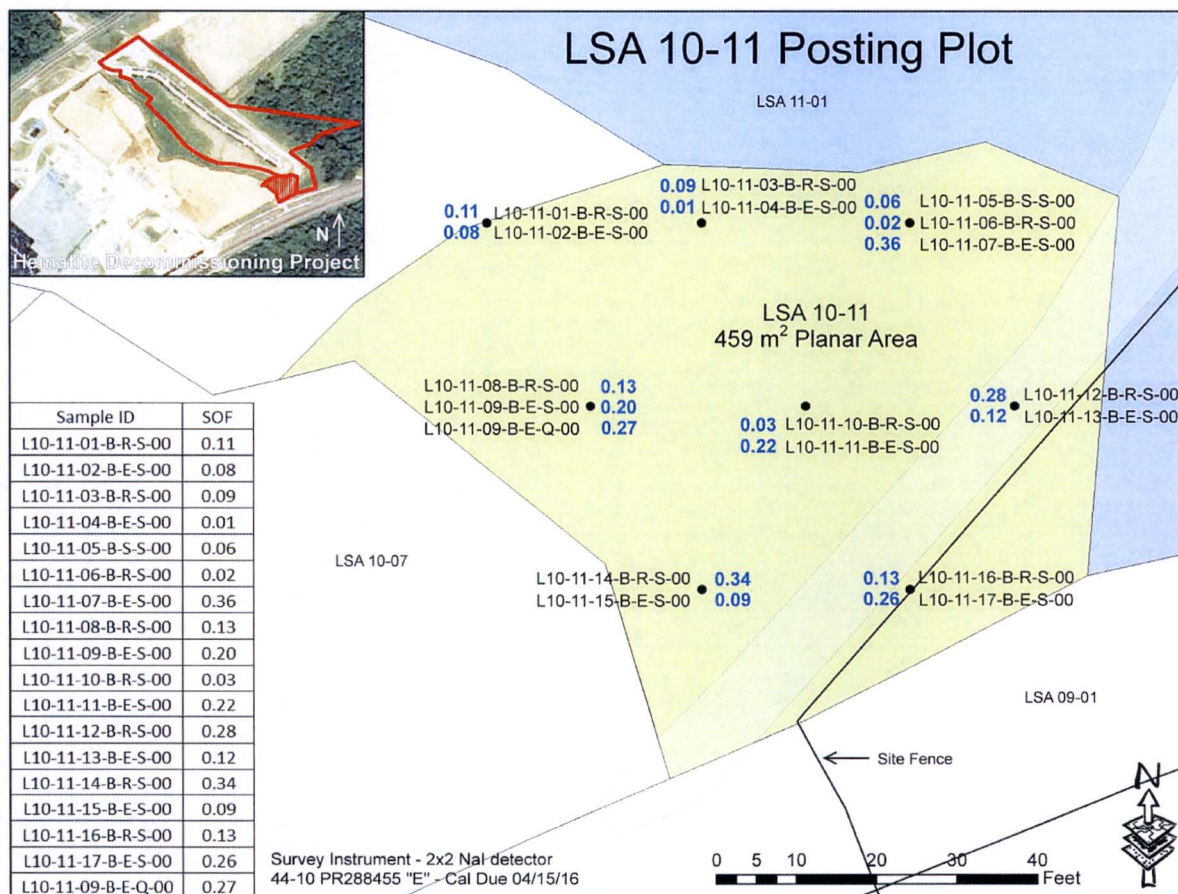 LSA 10-11 Posting Plot
LSA 11-01
N
Hematite Decommissioning Project
0.11 L10-11-01-B-R-S-00
0.08 L10-11-02-B-E-S-00
0.09 L10-11-03-B-R-S-00
0.01 L10-11-04-B-E-S-00
0.06 L10-11-05-B-S-S-00
0.02 L10-11-06-B-R-S-00
0.36 L10-11-07-B-E-S-00
LSA 10-11
459 m² Planar Area
L10-11-08-B-R-S-00 0.13
L10-11-09-B-E-S-00 0.20
L10-11-09-B-E-Q-00 0.27
0.03 L10-11-10-B-R-S-00
0.22 L10-11-11-B-E-S-00
0.28 L10-11-12-B-R-S-00
0.12 L10-11-13-B-E-S-00
LSA 10-07
L10-11-14-B-R-S-00 0.34
L10-11-15-B-E-S-00 0.09
0.13 L10-11-16-B-R-S-00
0.26 L10-11-17-B-E-S-00
LSA 09-01
Site Fence
Sample ID SOF
L10-11-01-B-R-S-00 0.11
L10-11-02-B-E-S-00 0.08
L10-11-03-B-R-S-00 0.09
L10-11-04-B-E-S-00 0.01
L10-11-05-B-S-S-00 0.06
L10-11-06-B-R-S-00 0.02
L10-11-07-B-E-S-00 0.36
L10-11-08-B-R-S-00 0.13
L10-11-09-B-E-S-00 0.20
L10-11-10-B-R-S-00 0.03
L10-11-11-B-E-S-00 0.22
L10-11-12-B-R-S-00 0.28
L10-11-13-B-E-S-00 0.12
L10-11-14-B-R-S-00 0.34
L10-11-15-B-E-S-00 0.09
L10-11-16-B-R-S-00 0.13
L10-11-17-B-E-S-00 0.26
L10-11-09-B-E-Q-00 0.27
Survey Instrument - 2x2 NaI detector
44-10 PR288455 "E" - Cal Due 04/15/16
0 5 10 20 30 40
Feet
N